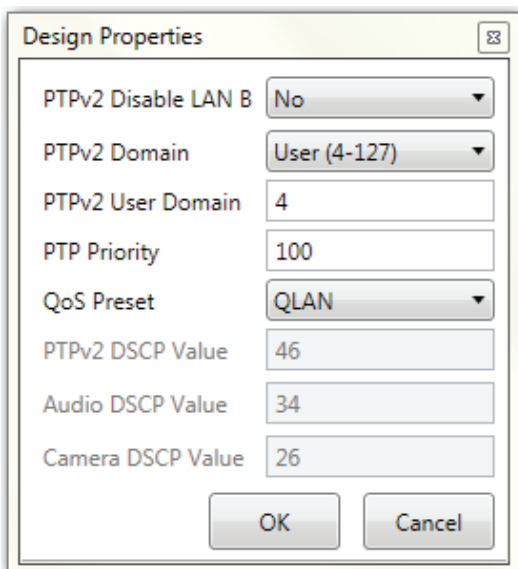 Design Properties
PTPv2 Disable LAN B No
PTPv2 Domain User (4-127)
PTPv2 User Domain 4
PTP Priority 100
QoS Preset QLAN
PTPv2 DSCP Value 46
Audio DSCP Value 34
Camera DSCP Value 26
OK Cancel